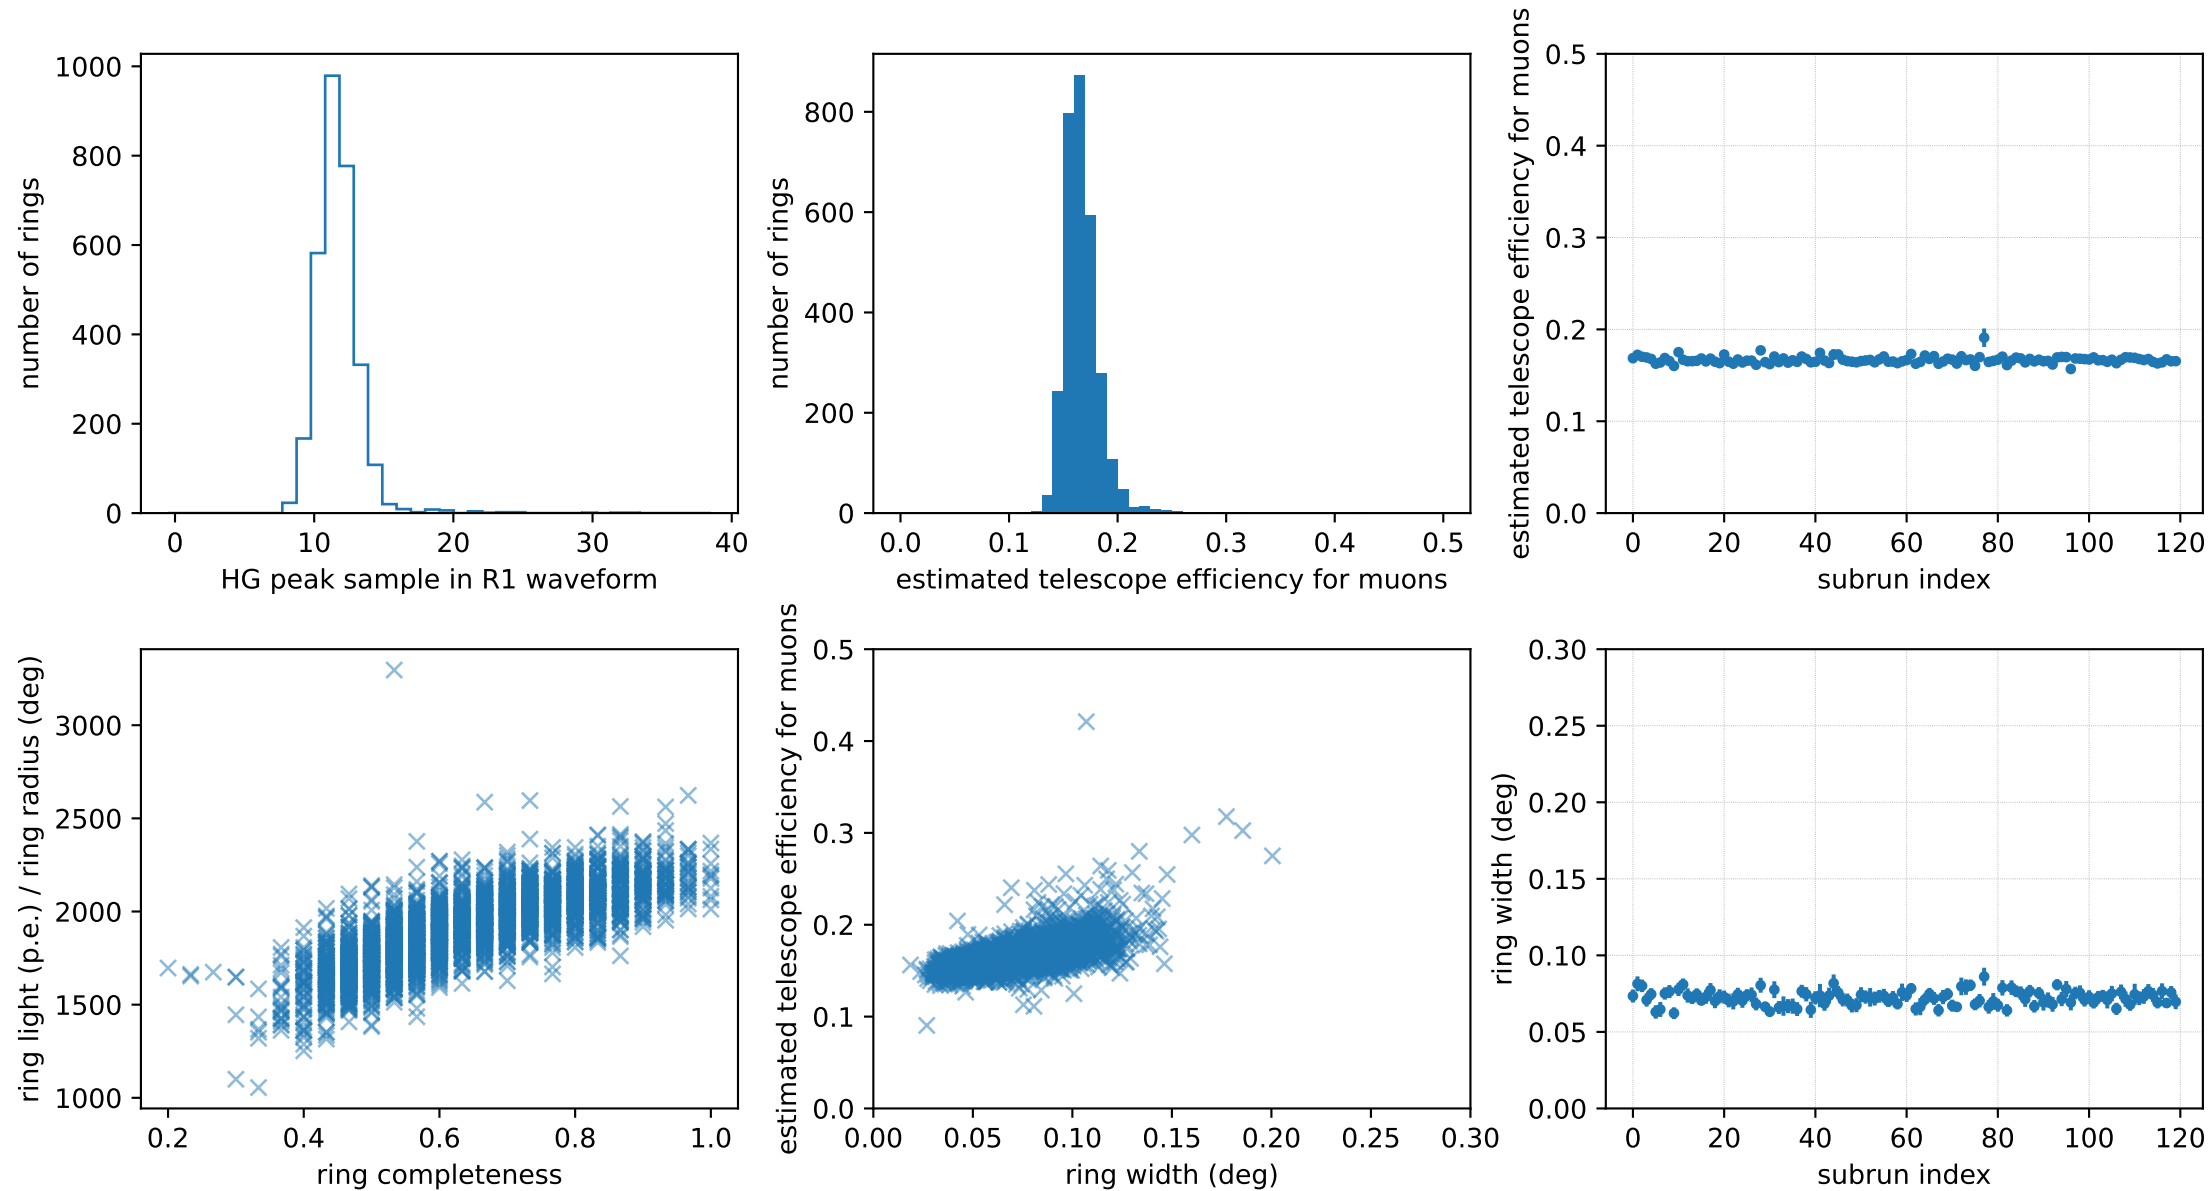 number of rings
1000
800
600
400
200
0
0 10 20 30 40
HG peak sample in R1 waveform
number of rings
800
600
400
200
0
0.0 0.1 0.2 0.3 0.4 0.5
estimated telescope efficiency for muons
estimated telescope efficiency for muons
0.5
0.4
0.3
0.2
0.1
0.0
0 20 40 60 80 100 120
subrun index
ring light (p.e.) / ring radius (deg)
3000
2500
2000
1500
1000
0.2 0.4 0.6 0.8 1.0
ring completeness
estimated telescope efficiency for muons
0.5
0.4
0.3
0.2
0.1
0.0
0.00 0.05 0.10 0.15 0.20 0.25 0.30
ring width (deg)
ring width (deg)
0.30
0.25
0.20
0.15
0.10
0.05
0.00
0 20 40 60 80 100 120
subrun index